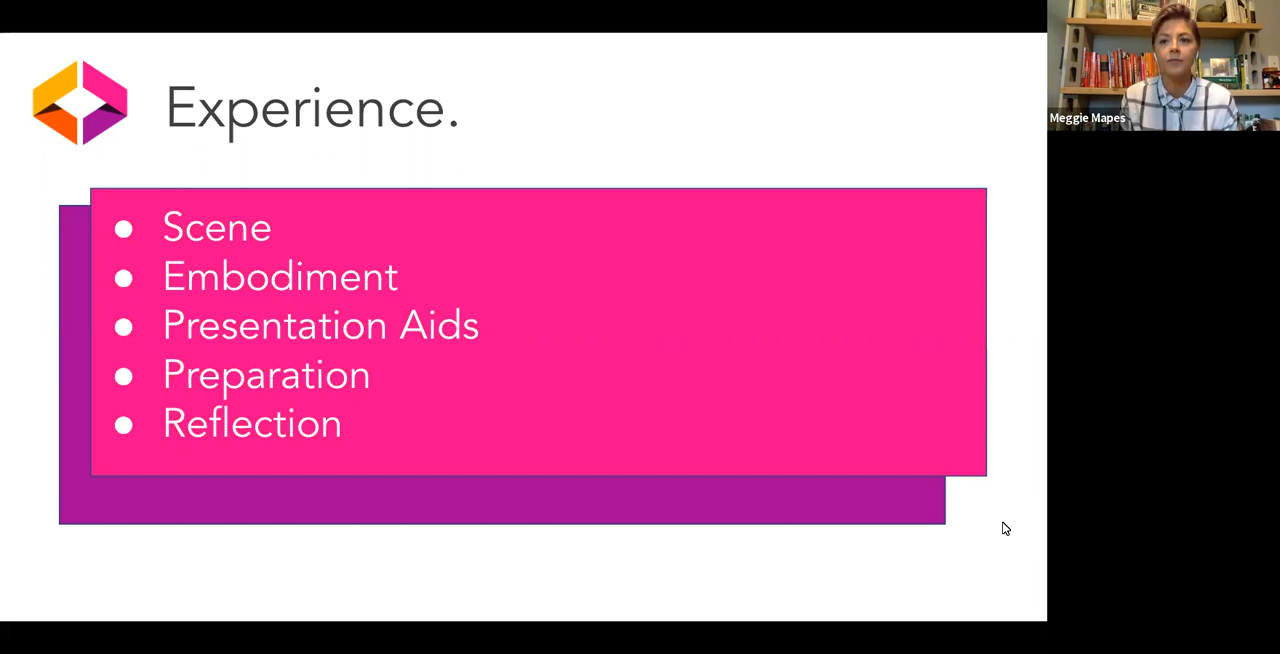 Experience.
Meggie Mapes
● Scene
● Embodiment
● Presentation Aids
● Preparation
● Reflection